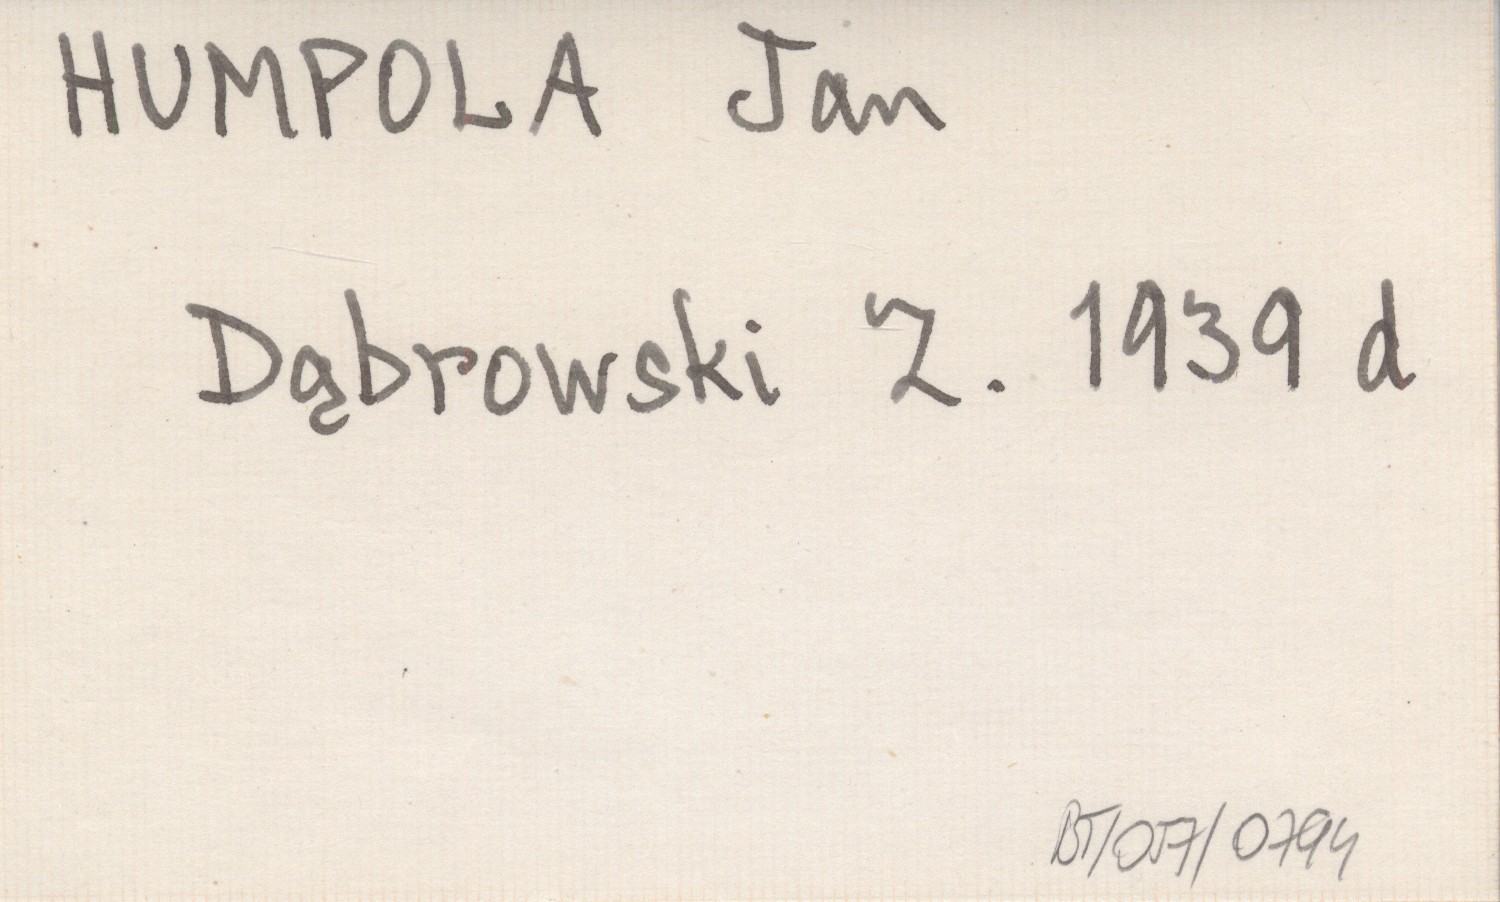 HUMPOLA Jan
Dąbrowski Z. 1939 d
BT/057/0794